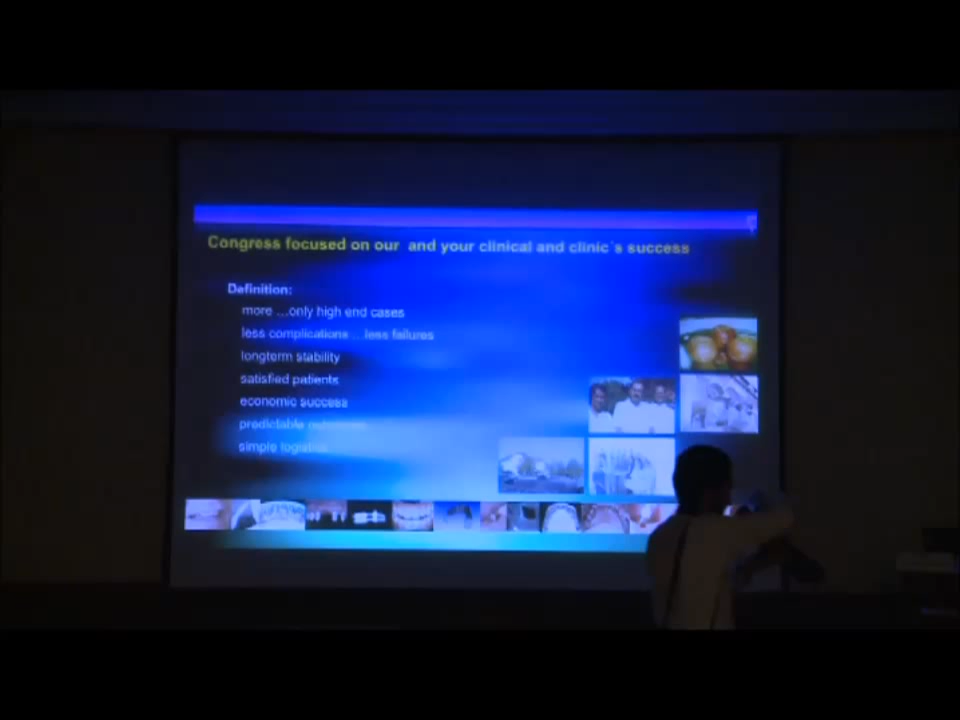 Congress focused on our and your clinical and clinic´s success
Definition:
more ...only high end cases
less complications ... less failures
longterm stability
satisfied patients
economic success
predictable
simple logistics